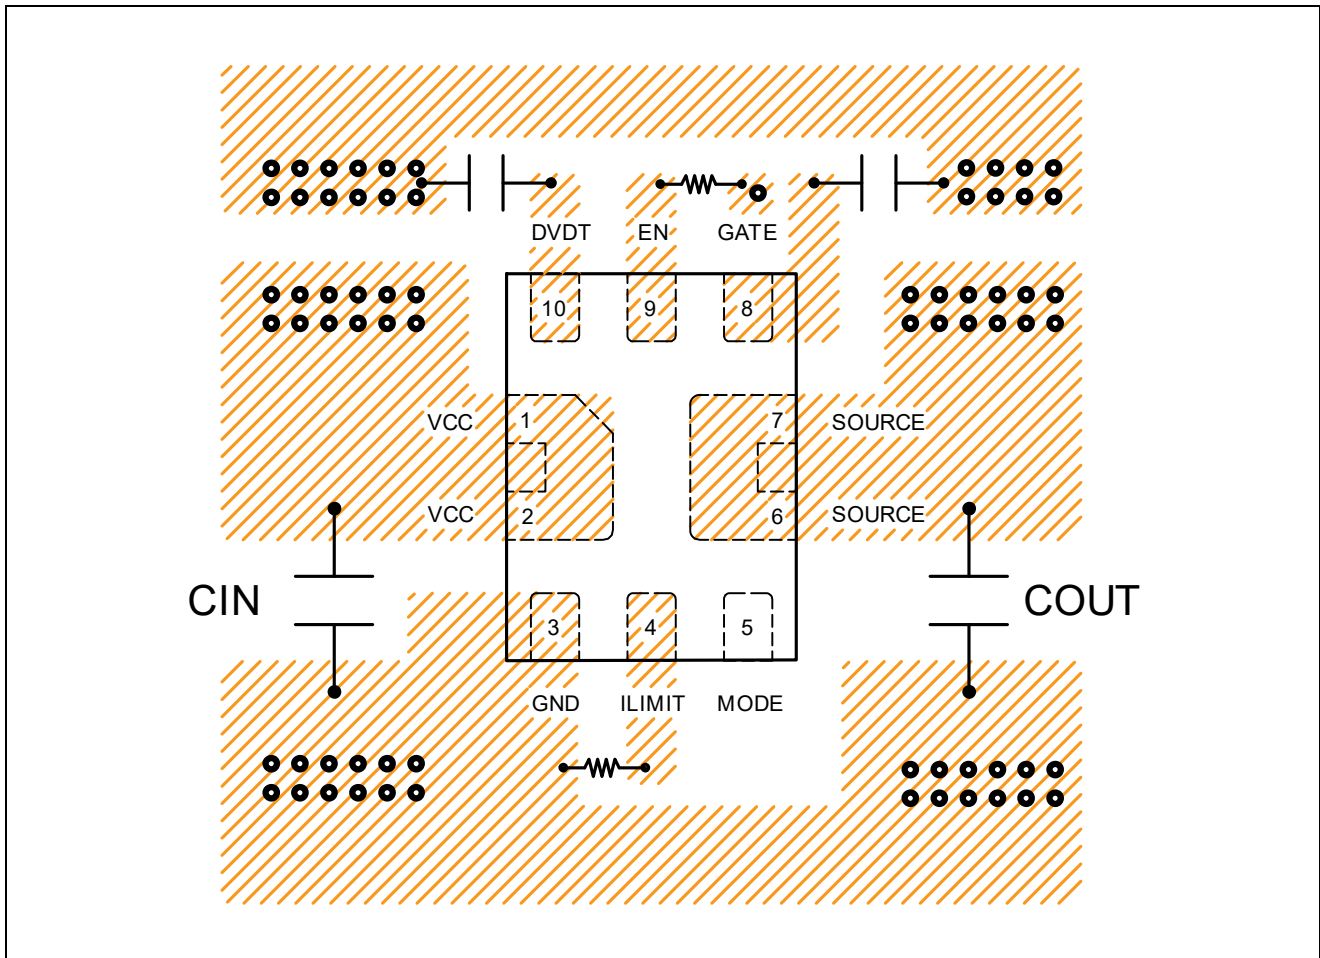 DVDT EN GATE
10 9 8
VCC 1 7 SOURCE
VCC 2 6 SOURCE
CIN COUT
3 4 5
GND ILIMIT MODE